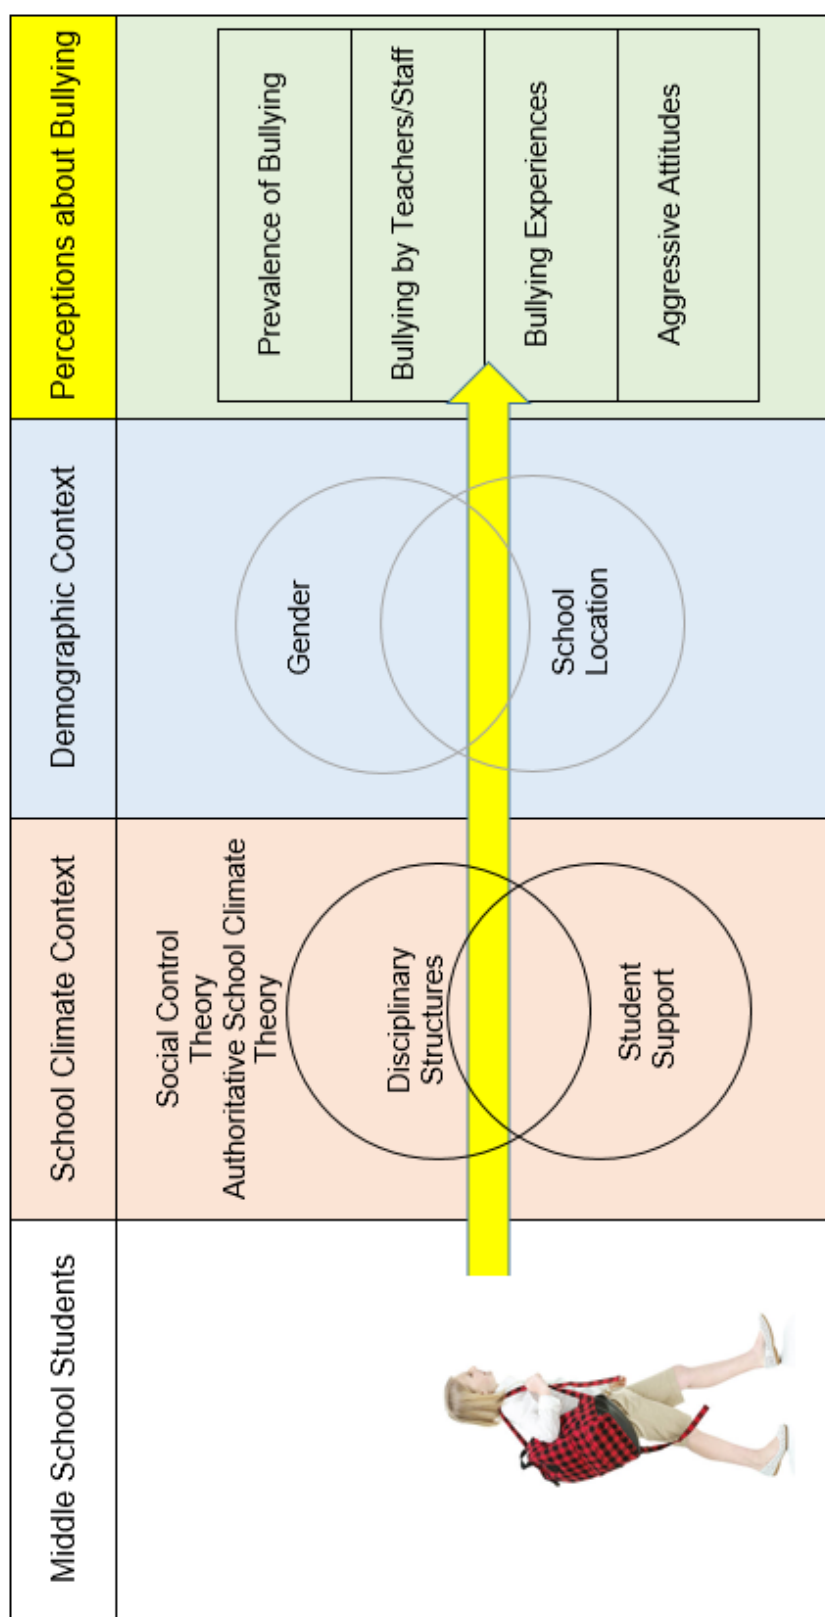 Middle School Students
School Climate Context
Demographic Context
Perceptions about Bullying
Social Control
Theory
Authoritative School Climate
Theory
Disciplinary
Structures
Student
Support
Gender
School
Location
Prevalence of Bullying
Bullying by Teachers/Staff
Bullying Experiences
Aggressive Attitudes